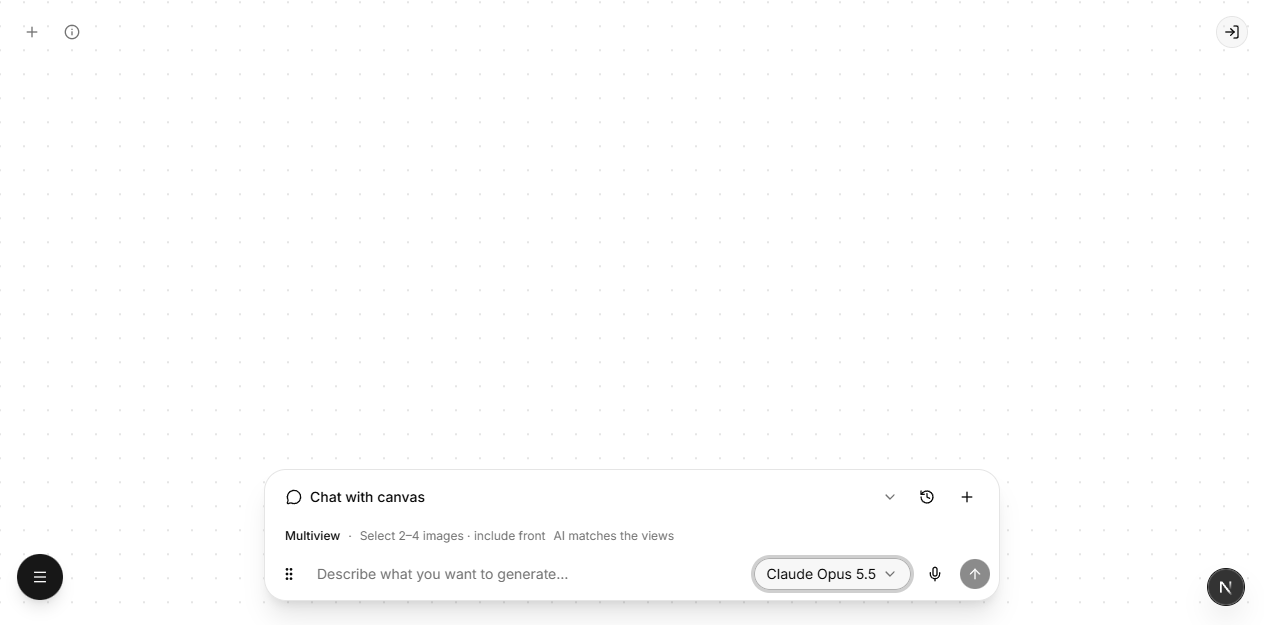 Chat with canvas
Multiview · Select 2–4 images · include front AI matches the views
Describe what you want to generate... Claude Opus 5.5
N